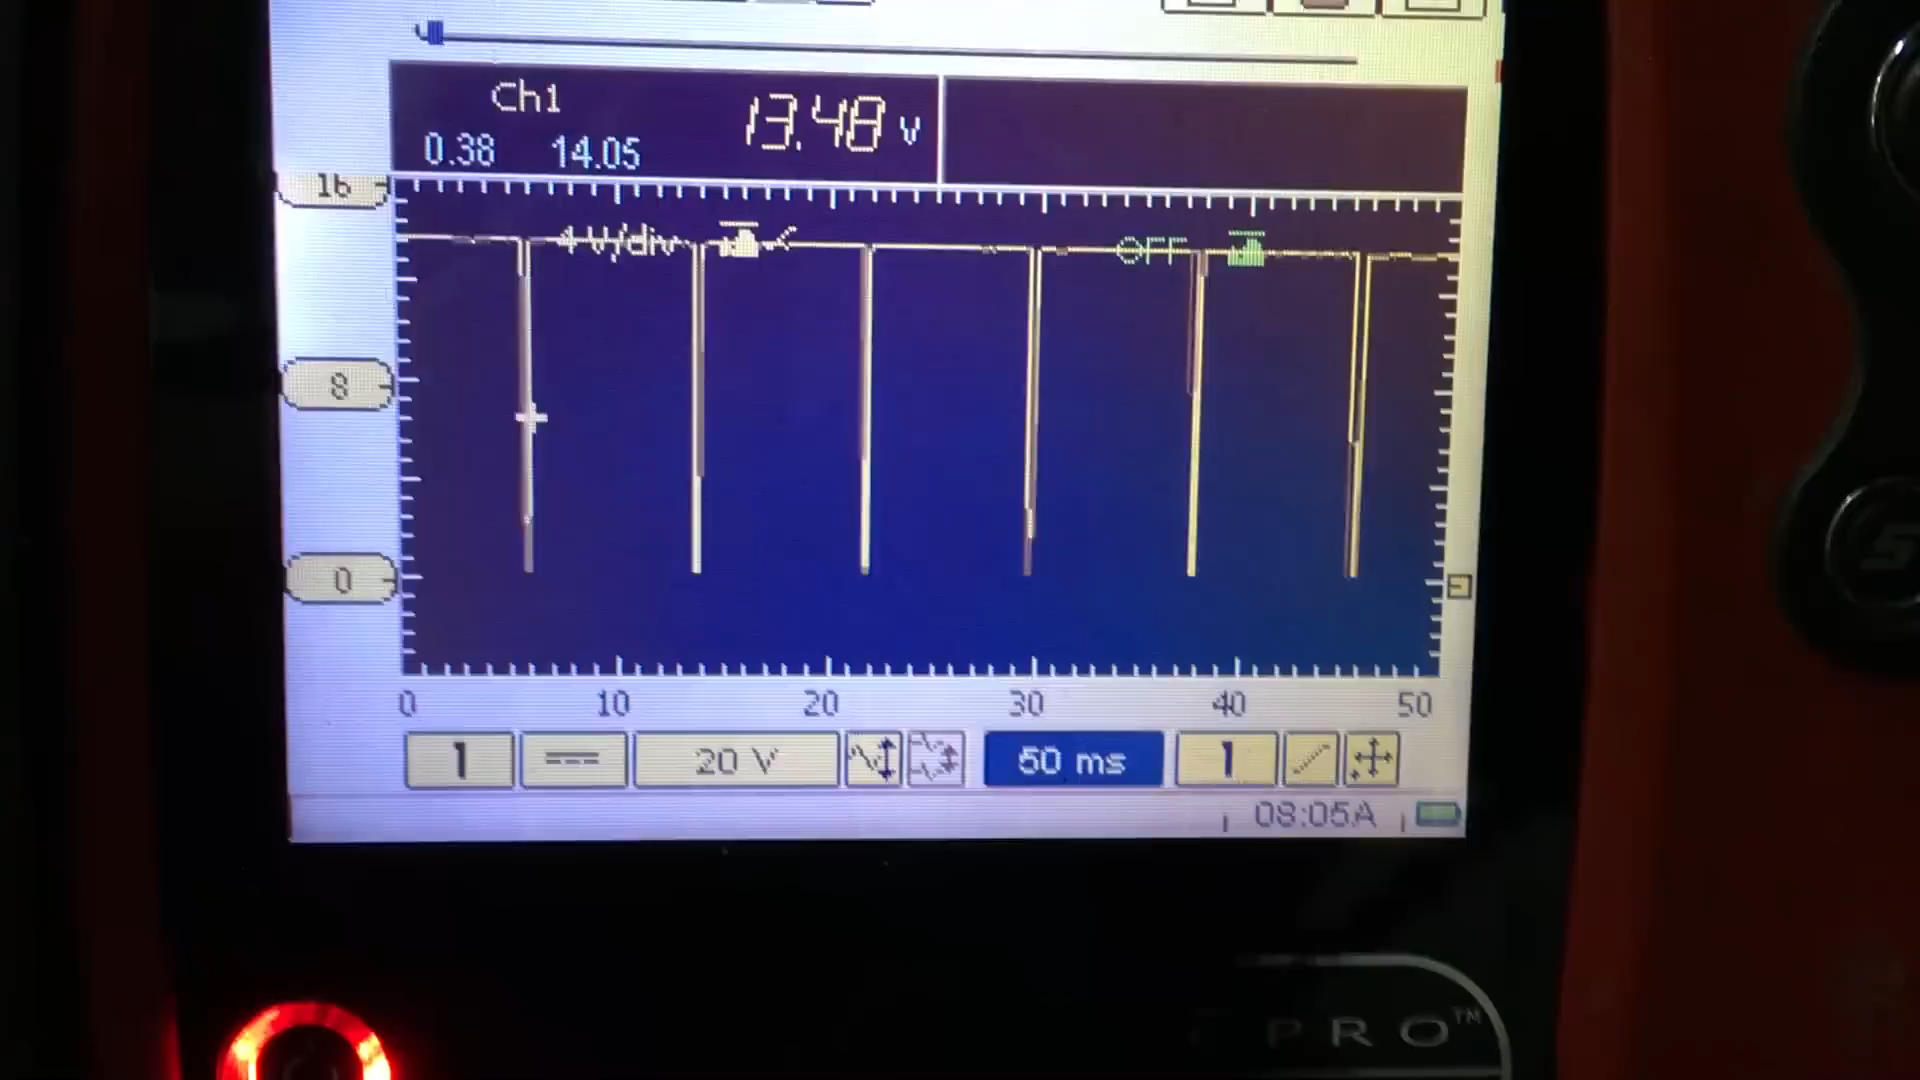 Ch1 13.48 V
0.38 14.05
16
4 V/div OFF
8
0
0 10 20 30 40 50
1 20 V 50 ms 1
08:05A
PRO™
S